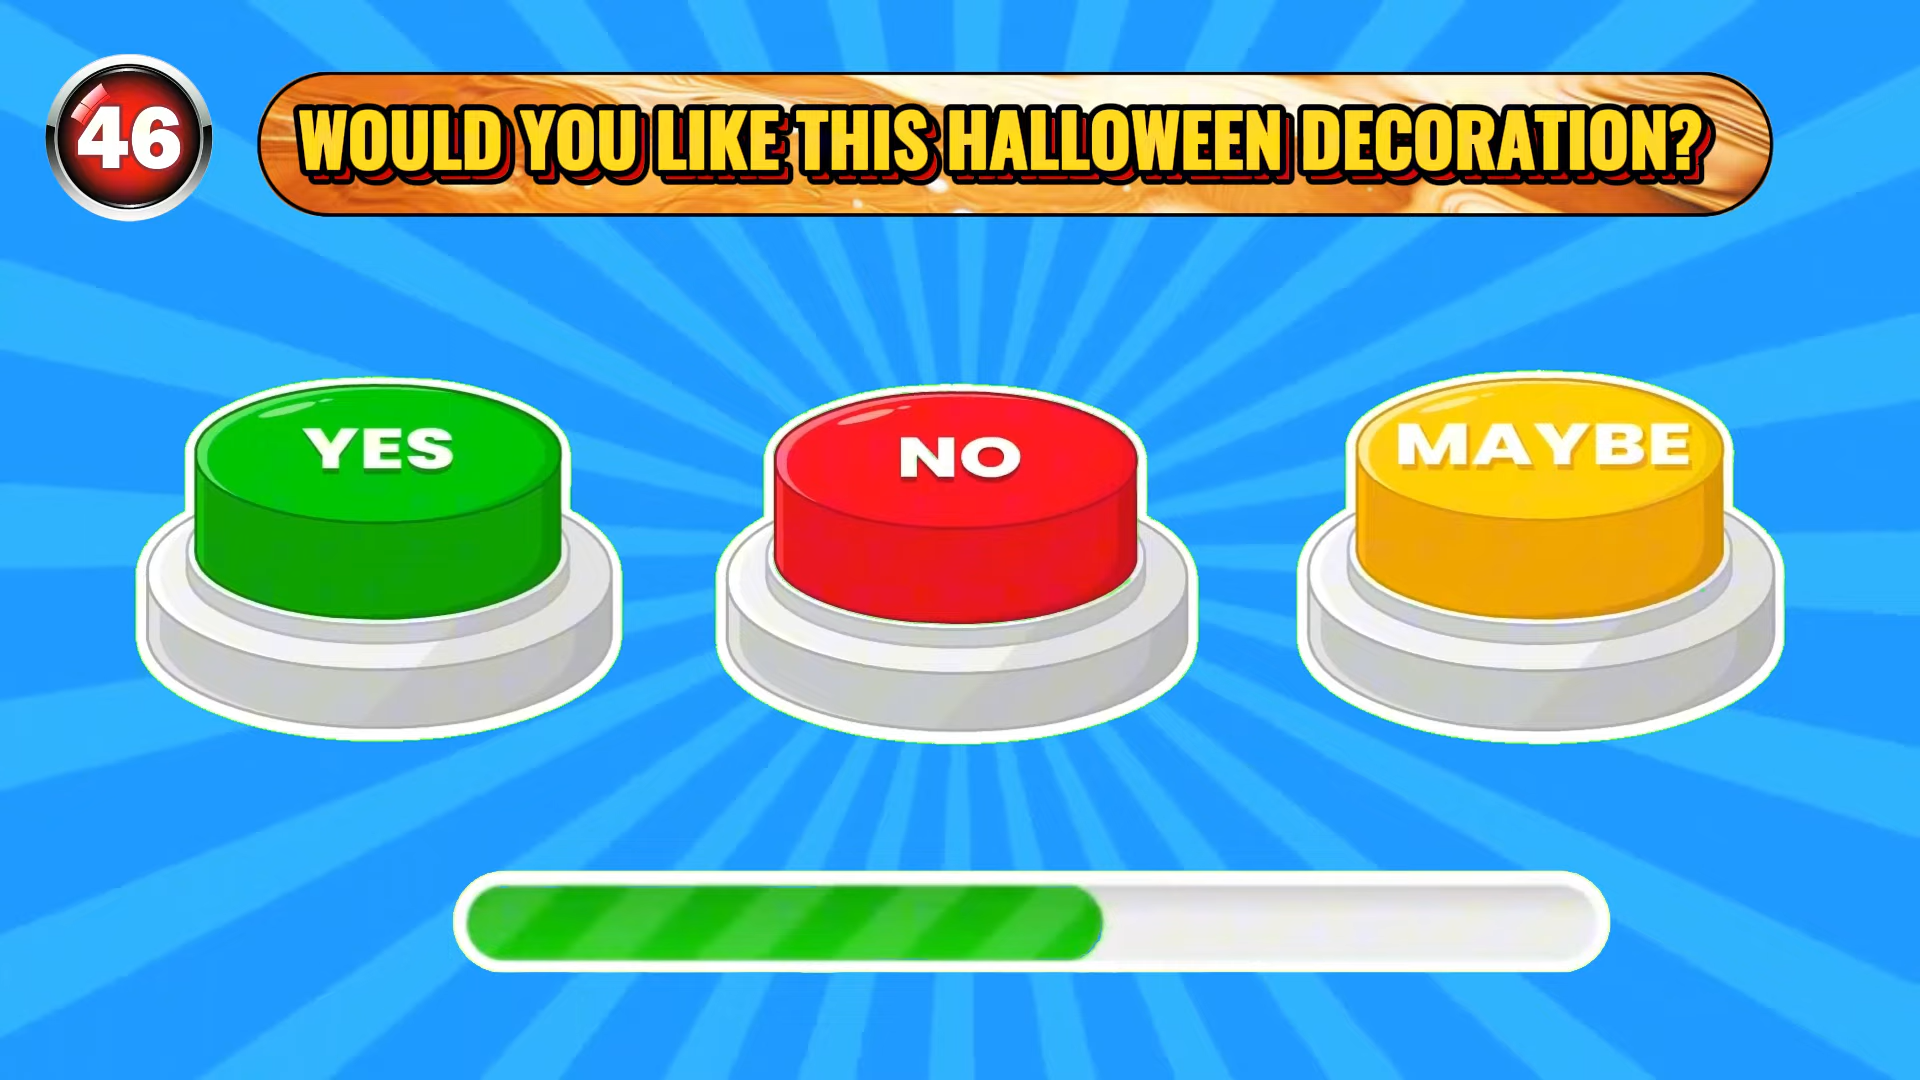 46
WOULD YOU LIKE THIS HALLOWEEN DECORATION?
YES
NO
MAYBE